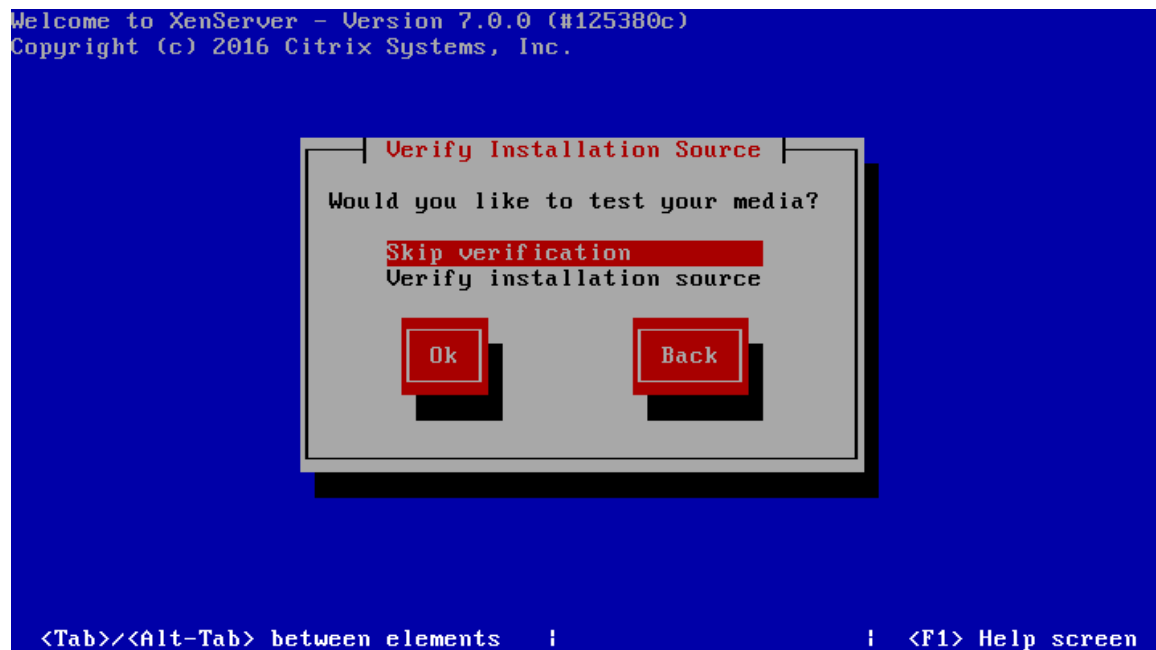 Welcome to XenServer - Version 7.0.0 (#125380c)
Copyright (c) 2016 Citrix Systems, Inc.
Verify Installation Source
Would you like to test your media?
Skip verification
Verify installation source
Ok Back
<Tab>/<Alt-Tab> between elements | | <F1> Help screen